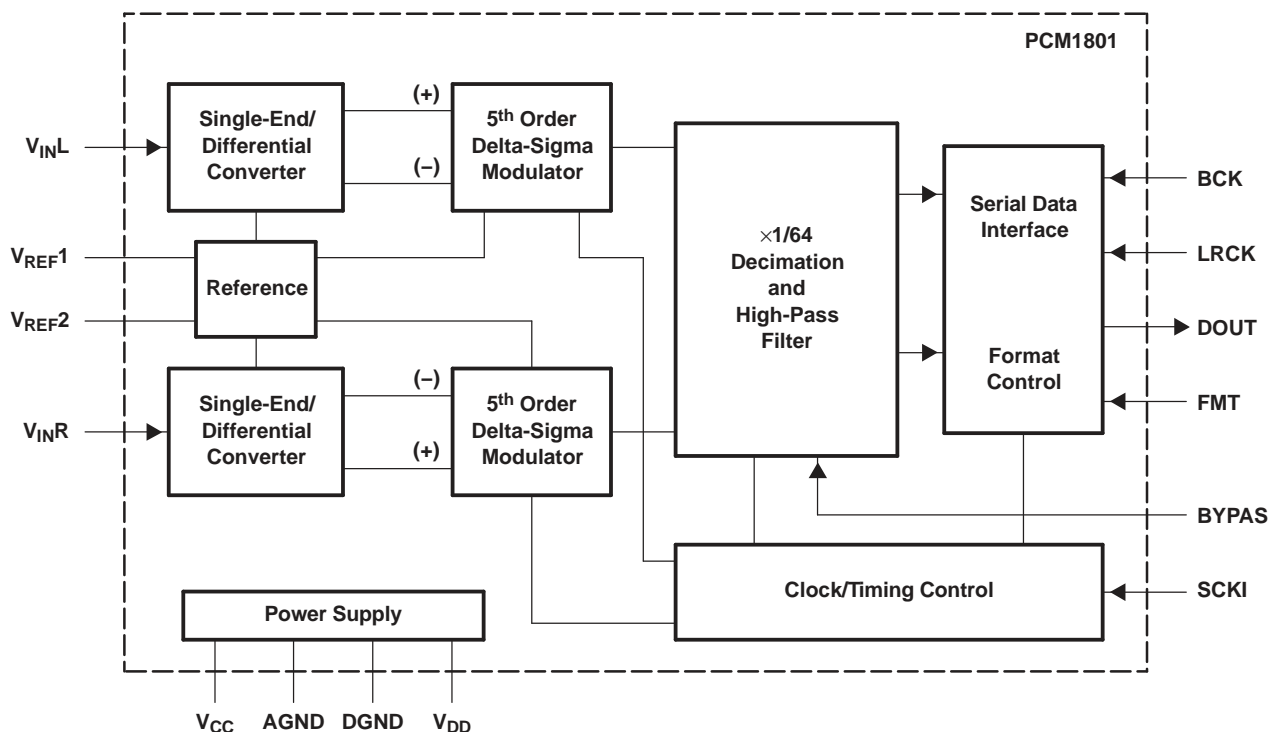 PCM1801
Single-End/
Differential
Converter
(+)
(–)
5th Order
Delta-Sigma
Modulator
VINL
VREF1
VREF2
Reference
×1/64
Decimation
and
High-Pass
Filter
Serial Data
Interface
Format
Control
BCK
LRCK
DOUT
FMT
BYPAS
SCKI
VINR
Single-End/
Differential
Converter
(–)
(+)
5th Order
Delta-Sigma
Modulator
Clock/Timing Control
Power Supply
VCC
AGND
DGND
VDD